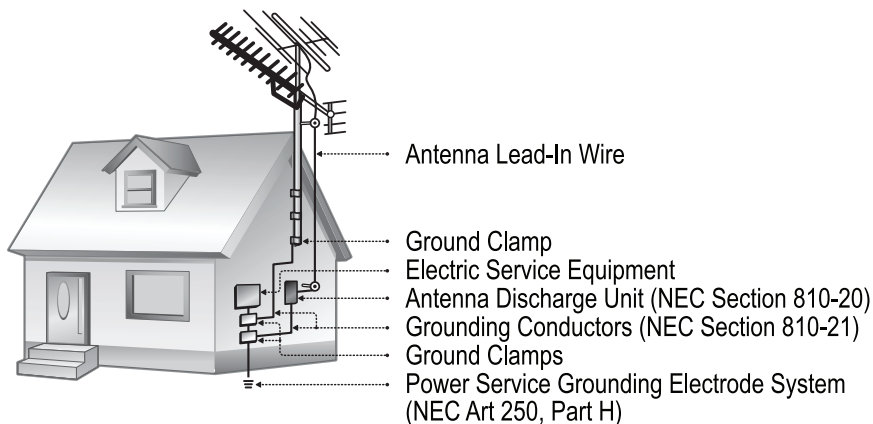 Antenna Lead-In Wire
Ground Clamp
Electric Service Equipment
Antenna Discharge Unit (NEC Section 810-20)
Grounding Conductors (NEC Section 810-21)
Ground Clamps
Power Service Grounding Electrode System
(NEC Art 250, Part H)